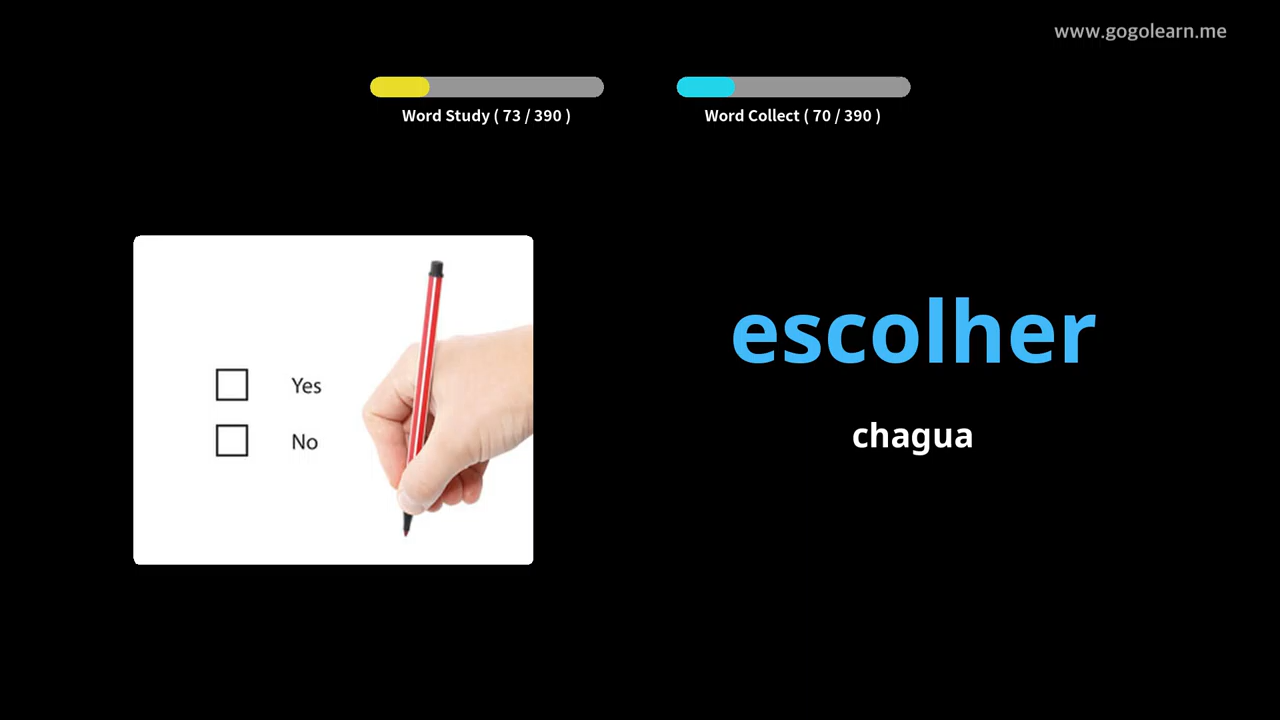 www.gogolearn.me
Word Study ( 73 / 390 )
Word Collect ( 70 / 390 )
Yes
No
escolher
chagua